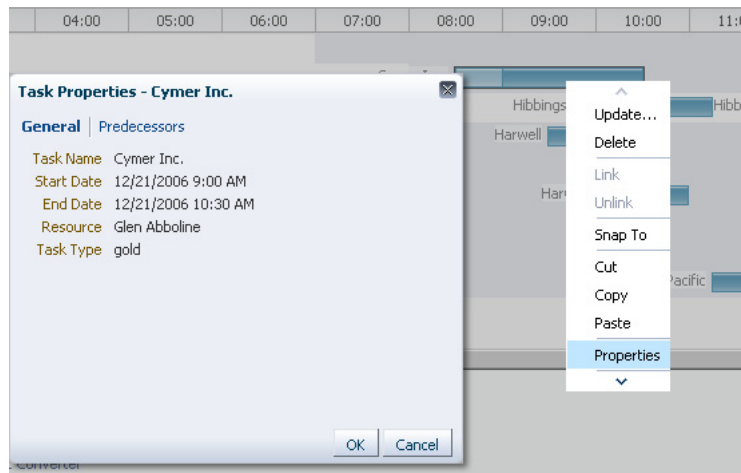 04:00 05:00 06:00 07:00 08:00 09:00 10:00
Task Properties - Cymer Inc.
General | Predecessors
Task Name Cymer Inc.
Start Date 12/21/2006 9:00 AM
End Date 12/21/2006 10:30 AM
Resource Glen Abboline
Task Type gold
OK Cancel
Hibbings
Harwell
Pacific
Update...
Delete
Link
Unlink
Snap To
Cut
Copy
Paste
Properties
Converter